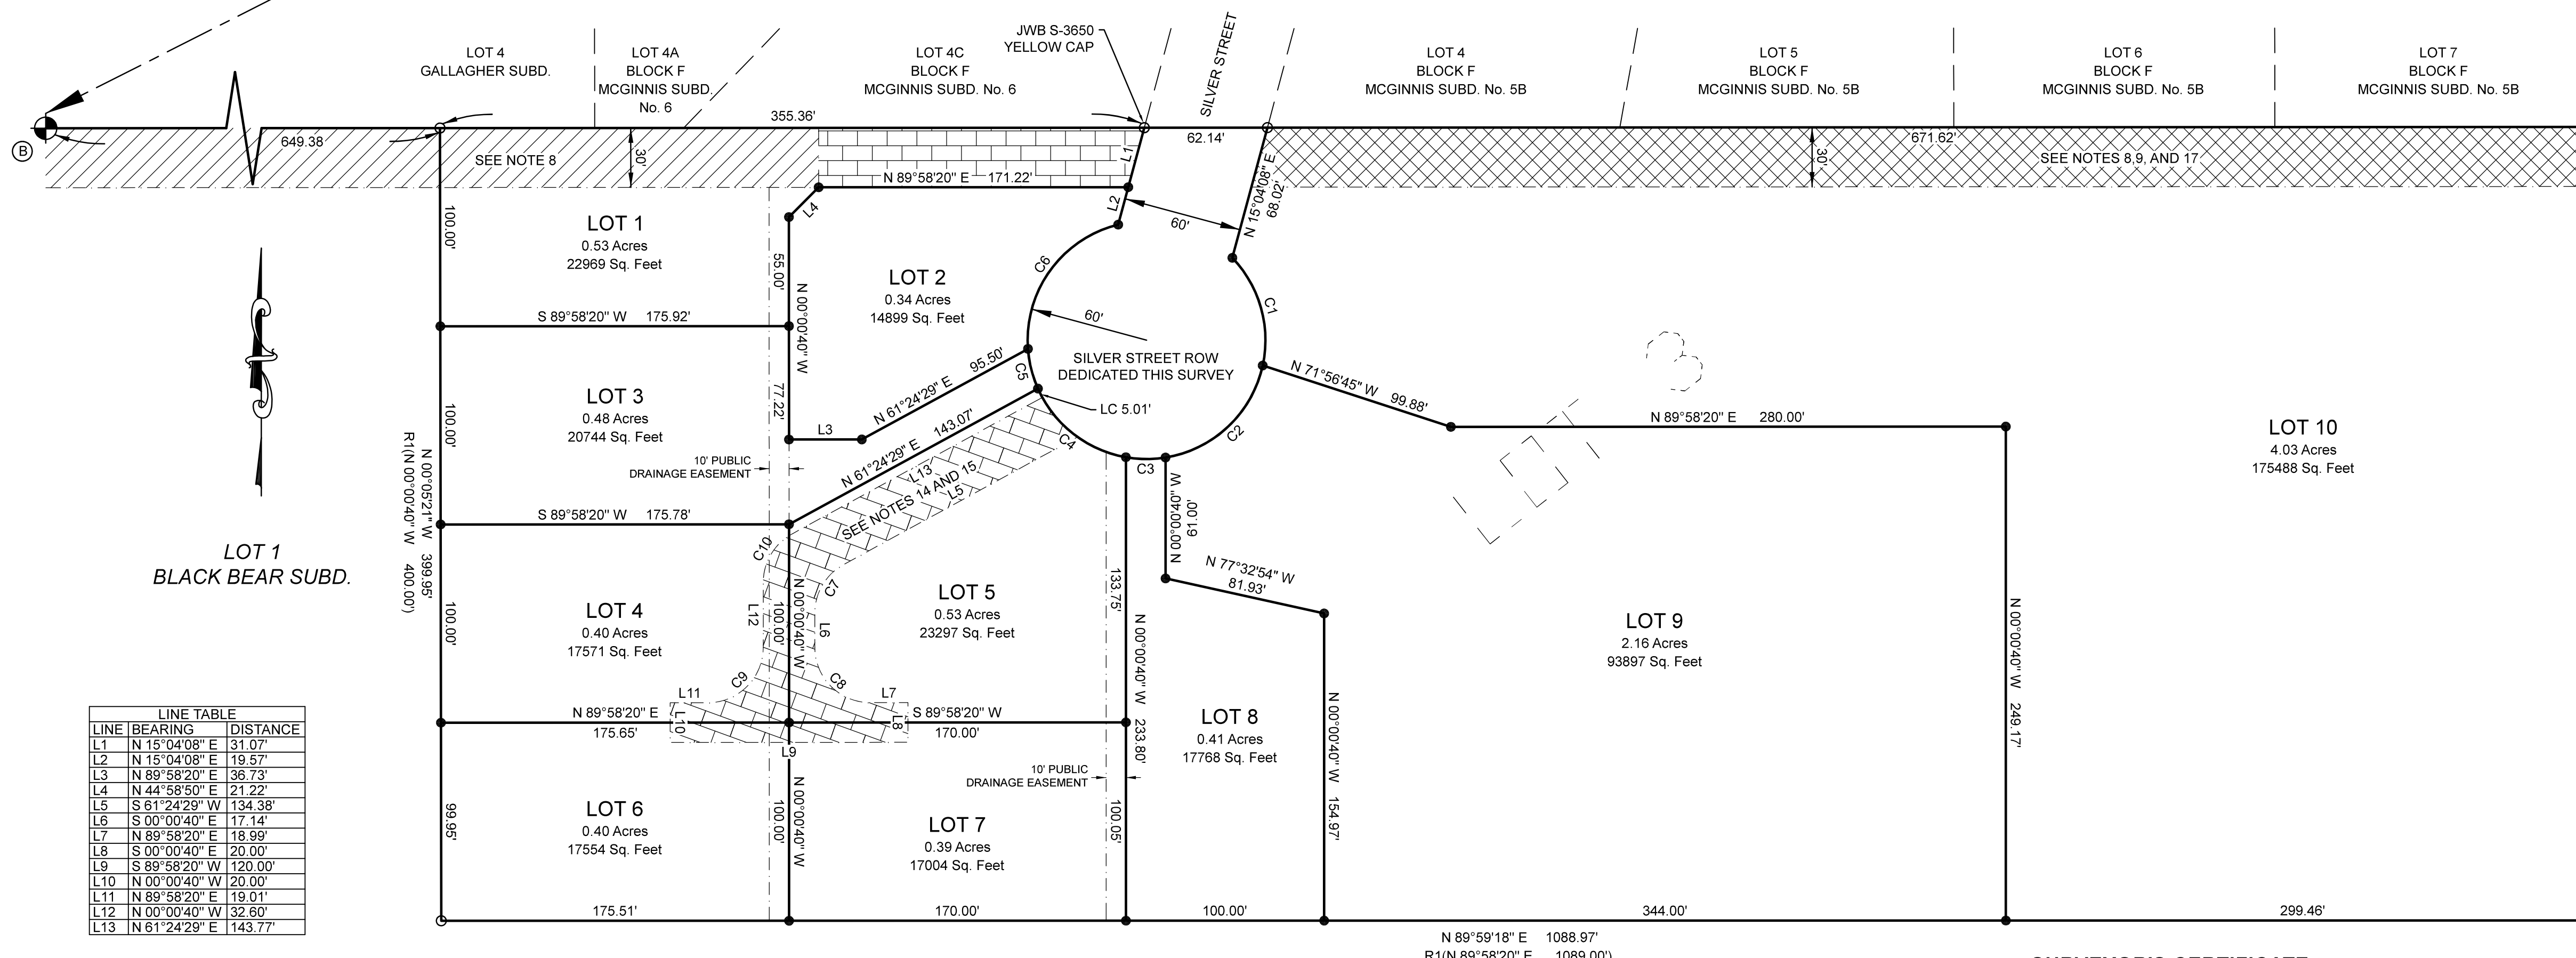 JWB S-3650
YELLOW CAP
SILVER STREET
LOT 4
GALLAGHER SUBD.
LOT 4A
BLOCK F
MCGINNIS SUBD.
No. 6
LOT 4C
BLOCK F
MCGINNIS SUBD. No. 6
LOT 4
BLOCK F
MCGINNIS SUBD. No. 5B
LOT 5
BLOCK F
MCGINNIS SUBD. No. 5B
LOT 6
BLOCK F
MCGINNIS SUBD. No. 5B
LOT 7
BLOCK F
MCGINNIS SUBD. No. 5B
B
649.38
355.36'
62.14'
671.62'
SEE NOTE 8
30'
L1
30'
SEE NOTES 8,9, AND 17
N 89°58'20" E 171.22'
L4
L2
60'
N 15°04'08" E
68.02'
100.00'
LOT 1
0.53 Acres
22969 Sq. Feet
55.00'
N 00°00'40" W
LOT 2
0.34 Acres
14899 Sq. Feet
C6
C1
60'
S 89°58'20" W 175.92'
SILVER STREET ROW
DEDICATED THIS SURVEY
LOT 3
0.48 Acres
20744 Sq. Feet
100.00'
77.22'
L3
N 61°24'29" E 95.50'
C5
LC 5.01'
N 61°24'29" E 143.07'
C4
C3
C2
N 71°56'45" W 99.88'
N 89°58'20" E 280.00'
LOT 10
4.03 Acres
175488 Sq. Feet
LOT 3
10' PUBLIC
DRAINAGE EASEMENT
L13
SEE NOTES 14 AND 15
L5
N 00°05'21" W 399.95'
R1(N 00°00'40" W 400.00')
S 89°58'20" W 175.78'
N 00°00'40" W
61.00'
LOT 1
BLACK BEAR SUBD.
C10
C7
N 77°32'54" W
81.93'
100.00'
LOT 4
0.40 Acres
17571 Sq. Feet
L12
100.00'
N 00°00'40" W
L6
LOT 5
0.53 Acres
23297 Sq. Feet
133.75'
N 00°00'40" W 233.80'
LOT 9
2.16 Acres
93897 Sq. Feet
N 00°00'40" W 249.17'
C9
C8
L11
L7
N 89°58'20" E
175.65'
L10
L8
S 89°58'20" W
170.00'
L9
LOT 8
0.41 Acres
17768 Sq. Feet
N 00°00'40" W 154.97'
10' PUBLIC
DRAINAGE EASEMENT
LINE TABLE
LINE BEARING DISTANCE
L1 N 15°04'08" E 31.07'
L2 N 15°04'08" E 19.57'
L3 N 89°58'20" E 36.73'
L4 N 44°58'50" E 21.22'
L5 S 61°24'29" W 134.38'
L6 S 00°00'40" E 17.14'
L7 N 89°58'20" E 18.99'
L8 S 00°00'40" E 20.00'
L9 S 89°58'20" W 120.00'
L10 N 00°00'40" W 20.00'
L11 N 89°58'20" E 19.01'
L12 N 00°00'40" W 32.60'
L13 N 61°24'29" E 143.77'
99.95'
LOT 6
0.40 Acres
17554 Sq. Feet
100.00'
N 00°00'40" W
LOT 7
0.39 Acres
17004 Sq. Feet
100.05'
175.51'
170.00'
100.00'
344.00'
299.46'
N 89°59'18" E 1088.97'
R1(N 89°58'20" E 1089.00')